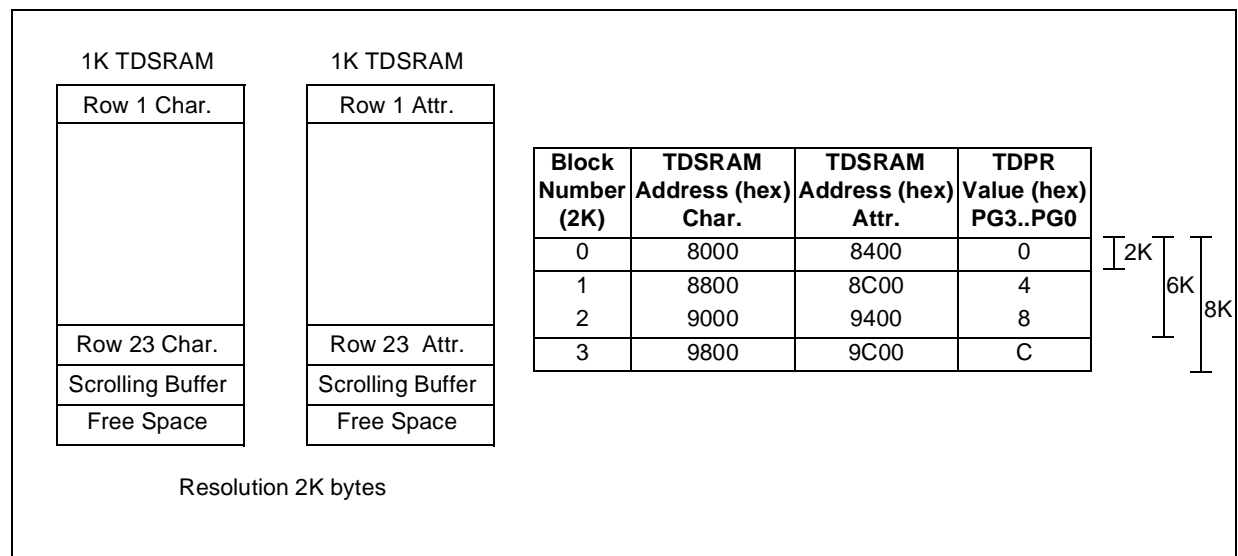 1K TDSRAM 1K TDSRAM
Row 1 Char. Row 1 Attr.
Row 23 Char. Row 23 Attr.
Scrolling Buffer Scrolling Buffer
Free Space Free Space
Resolution 2K bytes
Block TDSRAM TDSRAM TDPR
Number Address (hex) Address (hex) Value (hex)
(2K) Char. Attr. PG3..PG0
0 8000 8400 0
1 8800 8C00 4
2 9000 9400 8
3 9800 9C00 C
2K
6K
8K